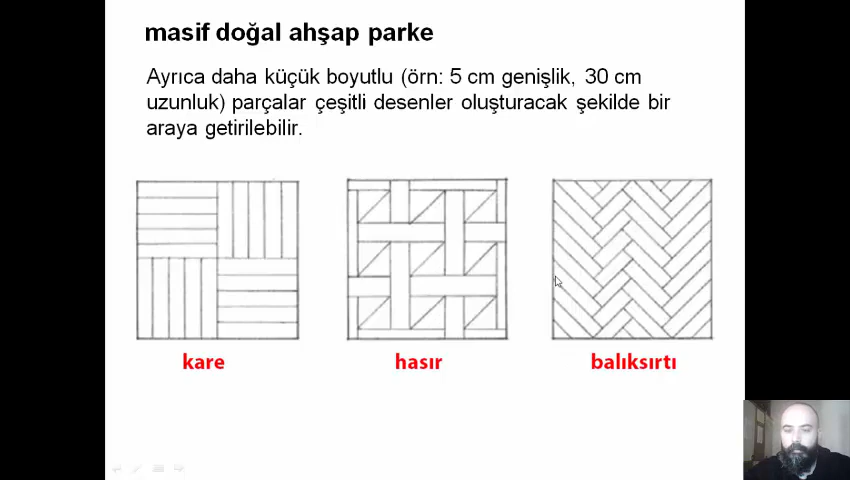 masif doğal ahşap parke
Ayrıca daha küçük boyutlu (örn: 5 cm genişlik, 30 cm
uzunluk) parçalar çeşitli desenler oluşturacak şekilde bir
araya getirilebilir.
kare
hasır
balıksırtı